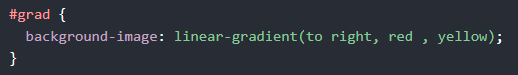 #grad {
  background-image: linear-gradient(to right, red , yellow);
}